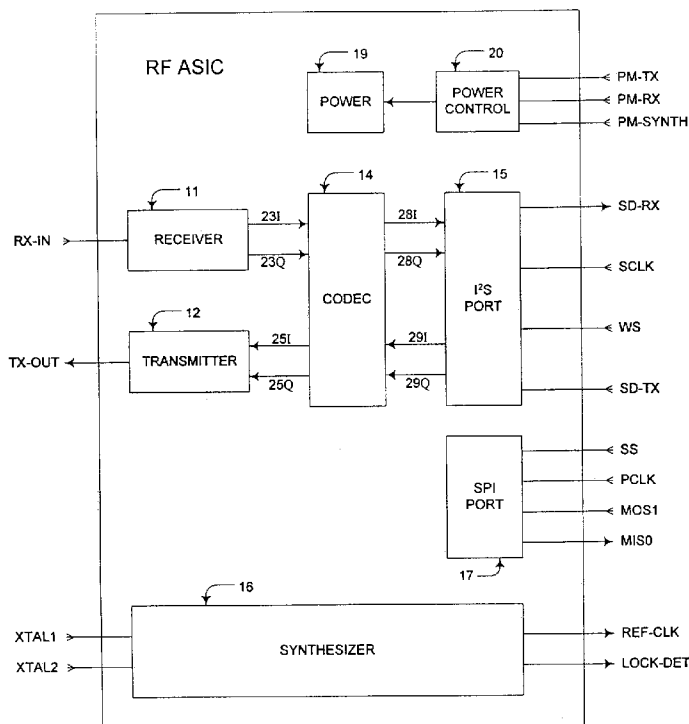 RF ASIC
19
20
POWER
POWER
CONTROL
PM-TX
PM-RX
PM-SYNTH
11
14
15
RX-IN
RECEIVER
23I
23Q
CODEC
28I
28Q
I²S
PORT
SD-RX
SCLK
WS
SD-TX
12
TX-OUT
TRANSMITTER
25I
25Q
29I
29Q
SPI
PORT
17
SS
PCLK
MOS1
MIS0
16
XTAL1
XTAL2
SYNTHESIZER
REF-CLK
LOCK-DET